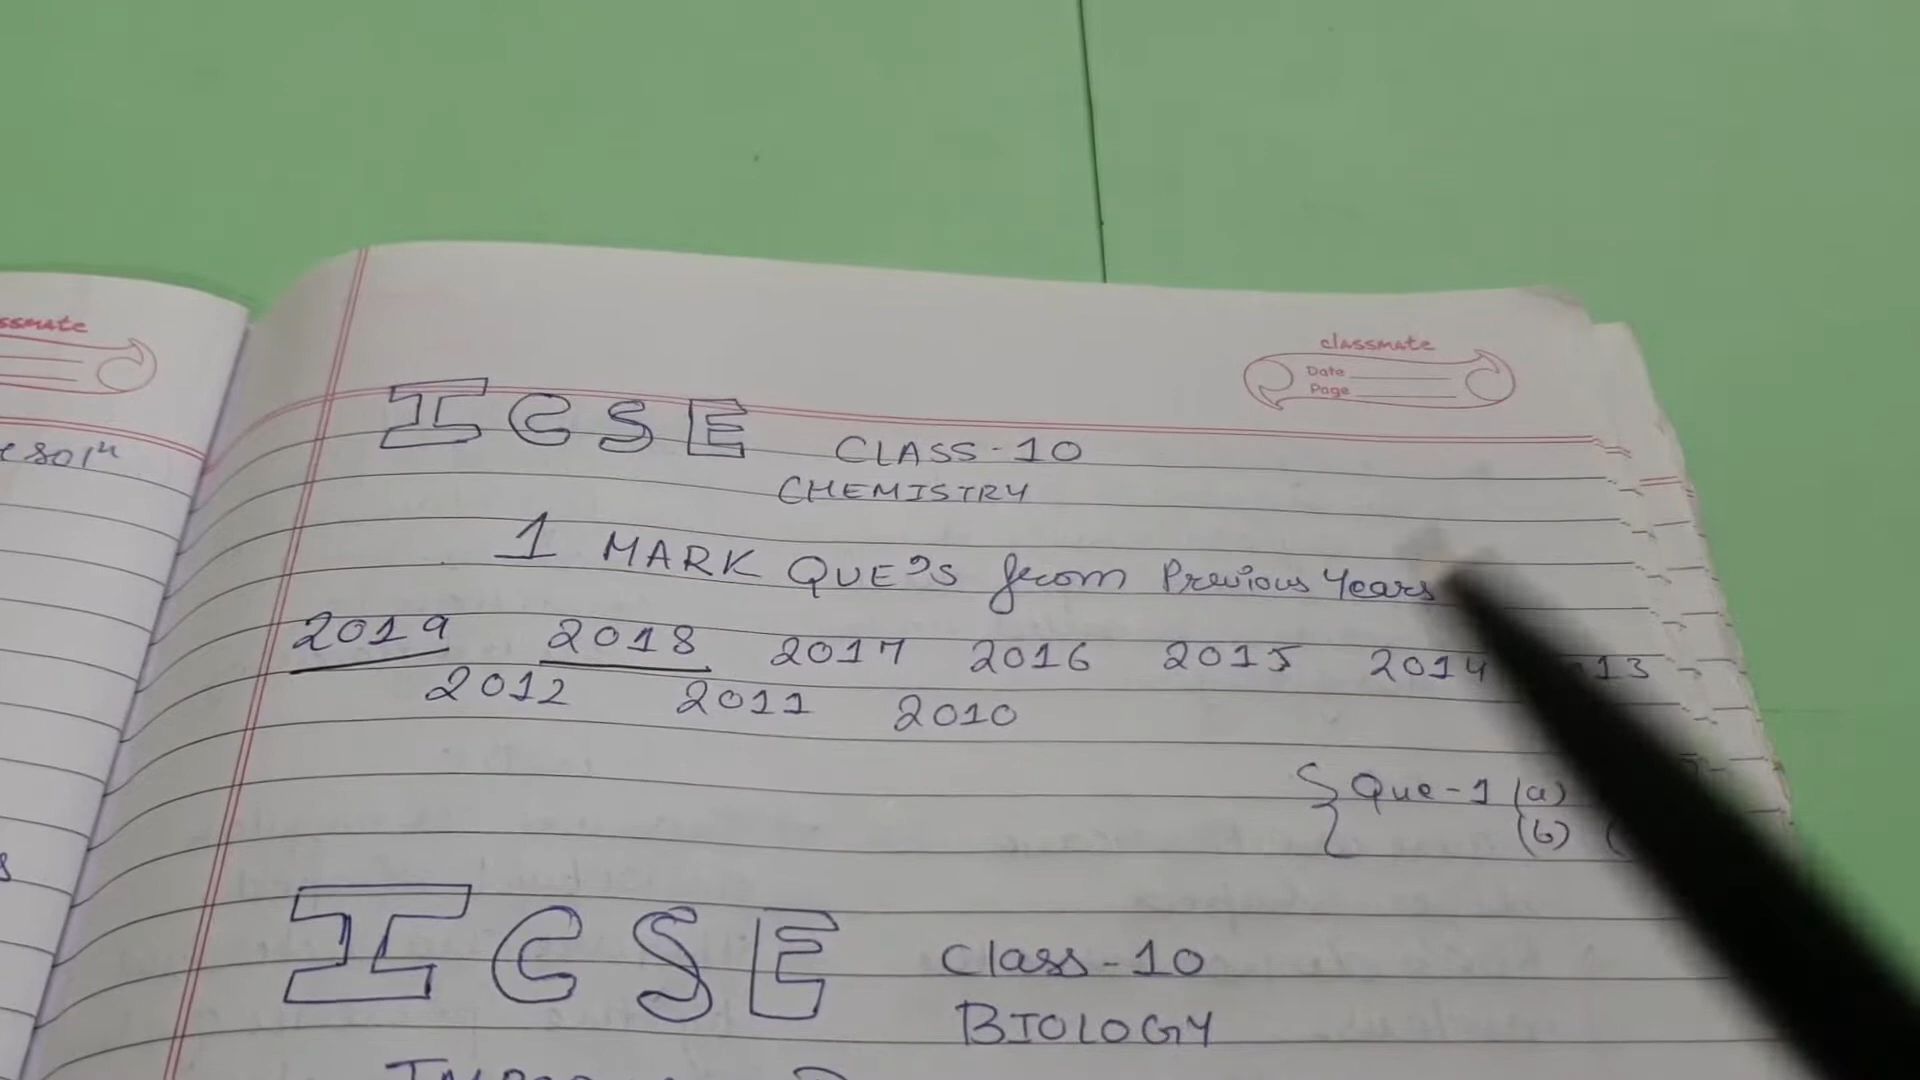 classmate
Date
Page
ICSE CLASS-10
CHEMISTRY
1 MARK QUE'S from Previous Years
2019 2018 2017 2016 2015 2014 13
2012 2011 2010
Que-1 (a)
(b)
ICSE Class-10
BIOLOGY